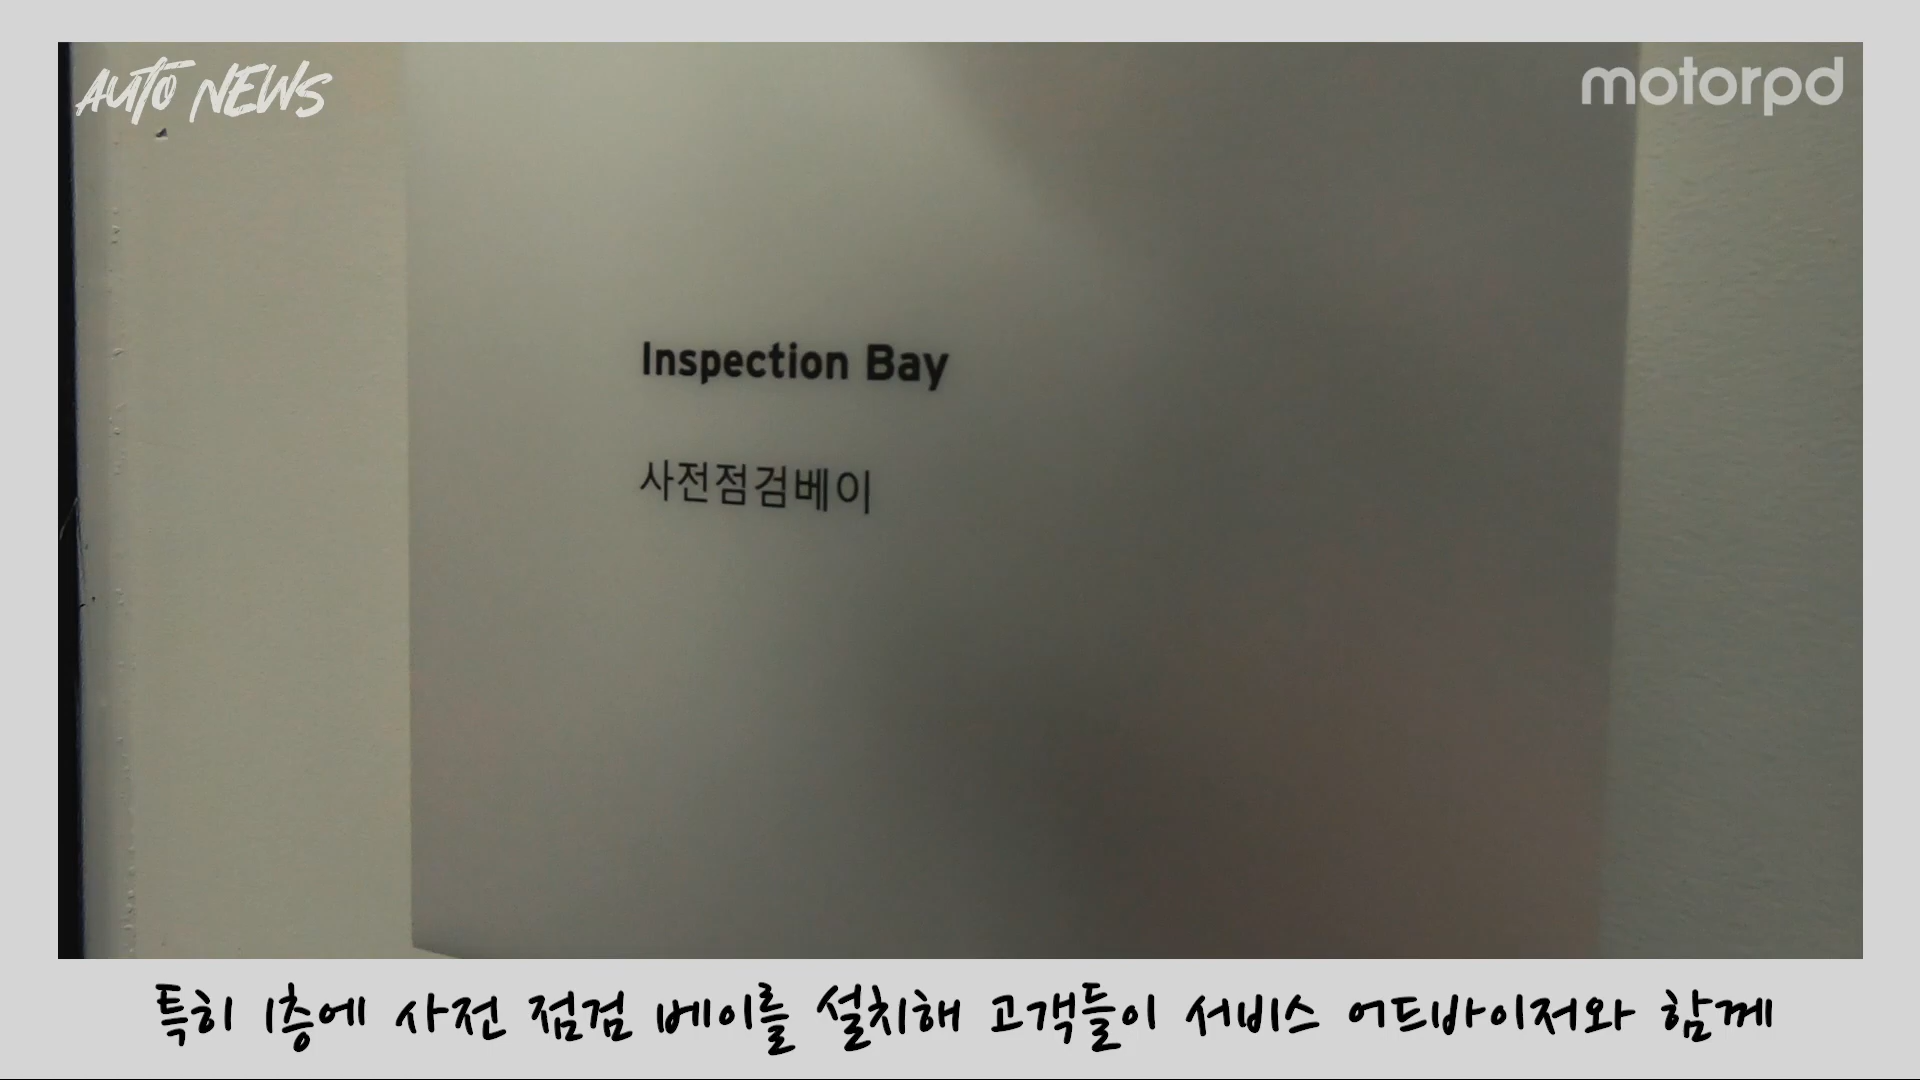 AUTO NEWS
motorpd
Inspection Bay
사전점검베이
특히 1층에 사전 점검 베이를 설치해 고객들이 서비스 어드바이저와 함께